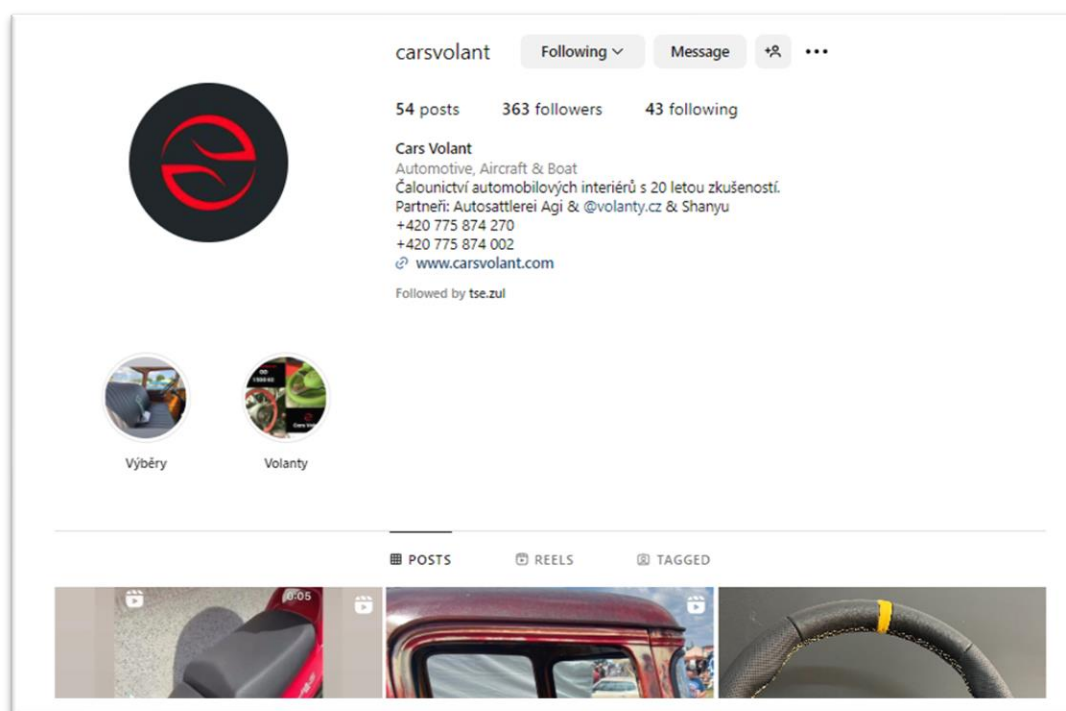 carsvolant Following Message
54 posts 363 followers 43 following
Cars Volant
Automotive, Aircraft & Boat
Čalounictví automobilových interiérů s 20 letou zkušeností.
Partneři: Autosattlerei Agi & @volanty.cz & Shanyu
+420 775 874 270
+420 775 874 002
www.carsvolant.com
Followed by tse.zul
Výběry Volanty
POSTS REELS TAGGED
0:05